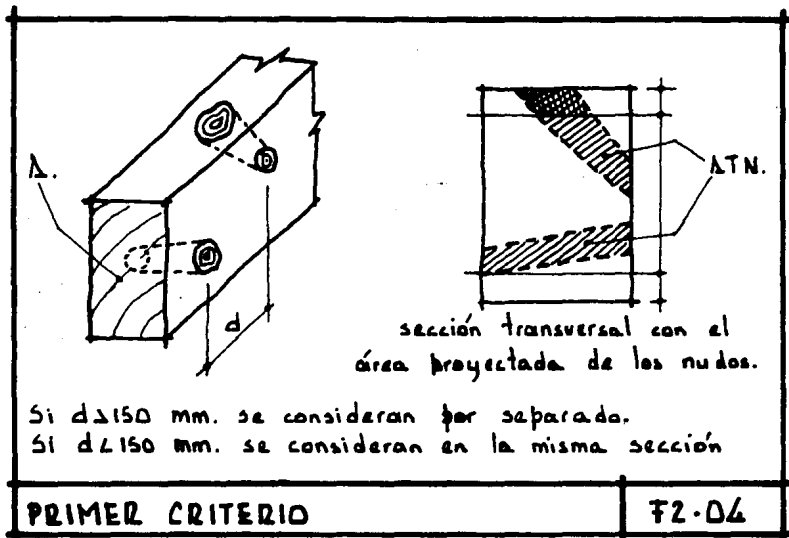 A.
ATN.
d
sección transversal con el
área proyectada de los nudos.
Si d>150 mm. se consideran por separado.
Si d<150 mm. se consideran en la misma sección
PRIMER CRITERIO
F2·04